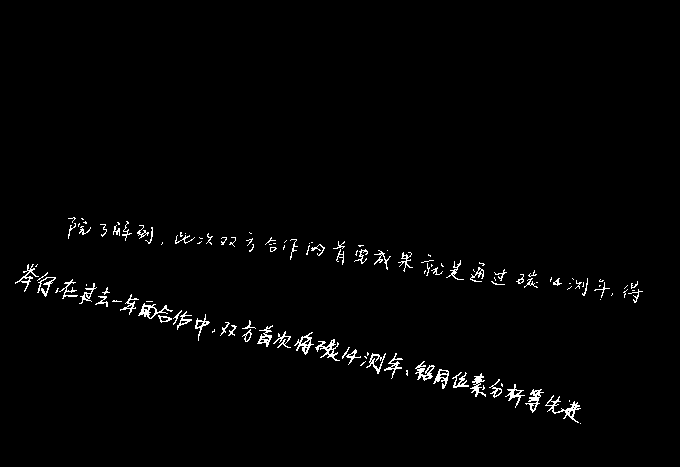 院了解到,此次双方合作的首要成果就是通过碳14测年,得
举行,在过去一年的合作中,双方首次将碳14测年、铅同位素分析等先进